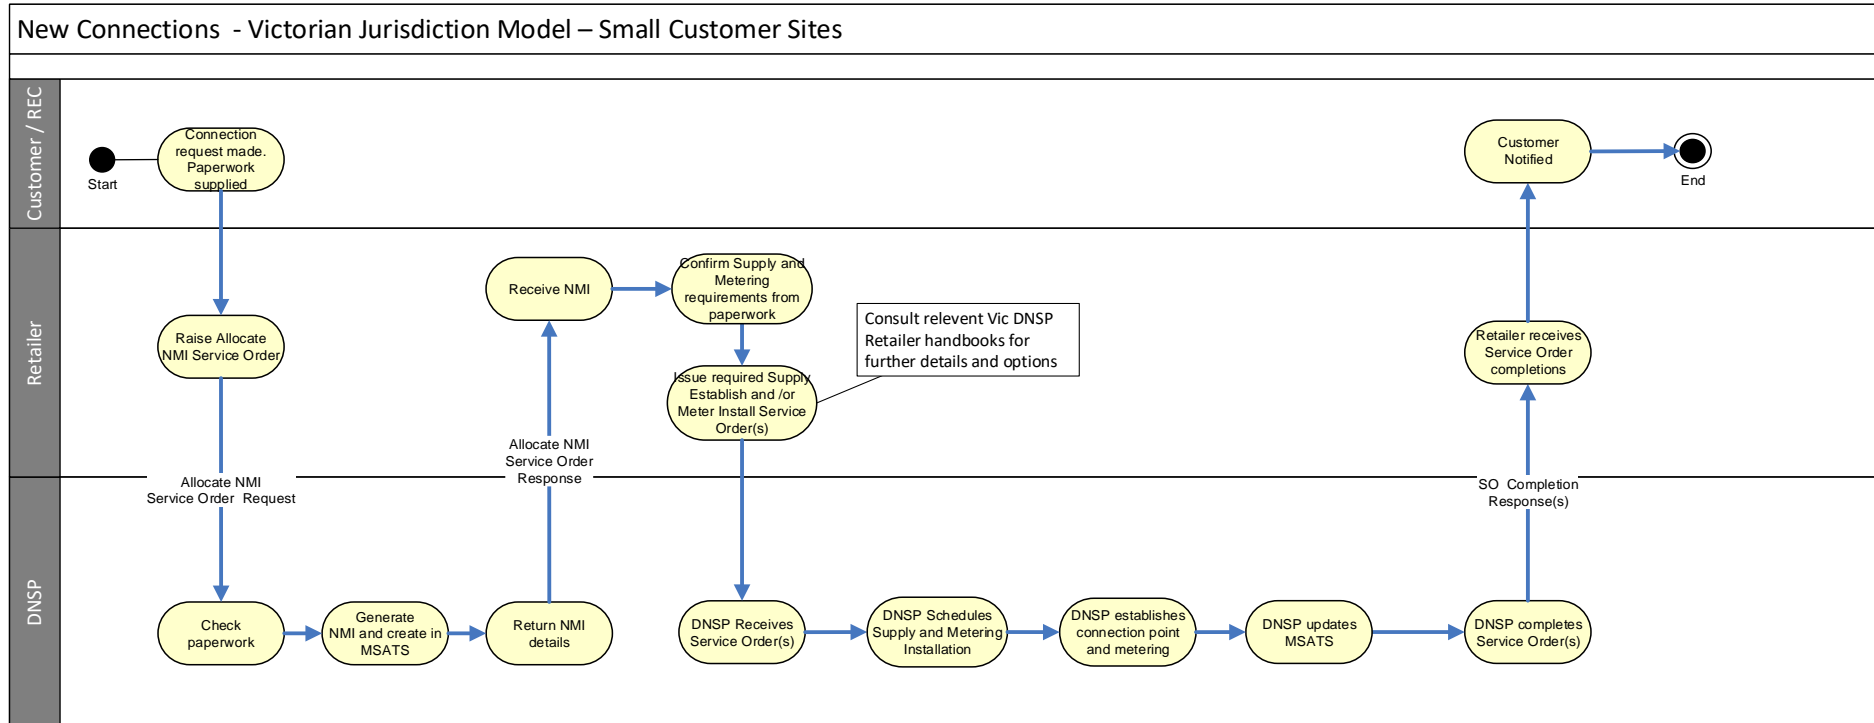 New Connections - Victorian Jurisdiction Model – Small Customer Sites
Customer / REC
Start
Connection
request made.
Paperwork
supplied
Customer
Notified
End
Retailer
Raise Allocate
NMI Service Order
Receive NMI
Confirm Supply and
Metering
requirements from
paperwork
Issue required Supply
Establish and /or
Meter Install Service
Order(s)
Consult relevent Vic DNSP
Retailer handbooks for
further details and options
Retailer receives
Service Order
completions
Allocate NMI
Service Order Request
Allocate NMI
Service Order
Response
SO Completion
Response(s)
DNSP
Check
paperwork
Generate
NMI and create in
MSATS
Return NMI
details
DNSP Receives
Service Order(s)
DNSP Schedules
Supply and Metering
Installation
DNSP establishes
connection point
and metering
DNSP updates
MSATS
DNSP completes
Service Order(s)